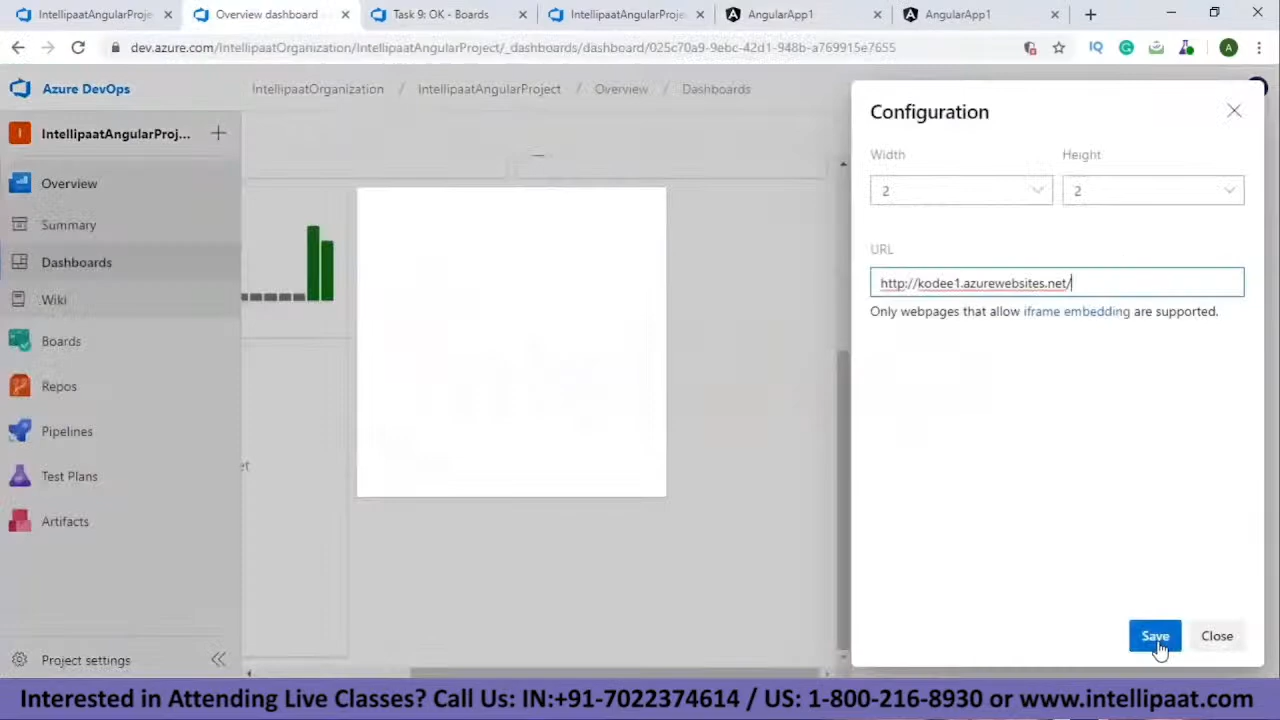 IntellipaatAngularProje
Overview dashboard
Task 9: OK - Boards
IntellipaatAngularProje
AngularApp1
AngularApp1
dev.azure.com/IntellipaatOrganization/IntellipaatAngularProject/_dashboards/dashboard/025c70a9-9ebc-42d1-948b-a769915e7655
IQ
A
Azure DevOps
IntellipaatOrganization / IntellipaatAngularProject / Overview / Dashboards
I
IntellipaatAngularProj...
Overview
Summary
Dashboards
Wiki
Boards
Repos
Pipelines
Test Plans
Artifacts
Project settings
et
Configuration
Width
Height
2
2
URL
http://kodee1.azurewebsites.net/
Only webpages that allow iframe embedding are supported.
Save
Close
Interested in Attending Live Classes? Call Us: IN:+91-7022374614 / US: 1-800-216-8930 or www.intellipaat.com